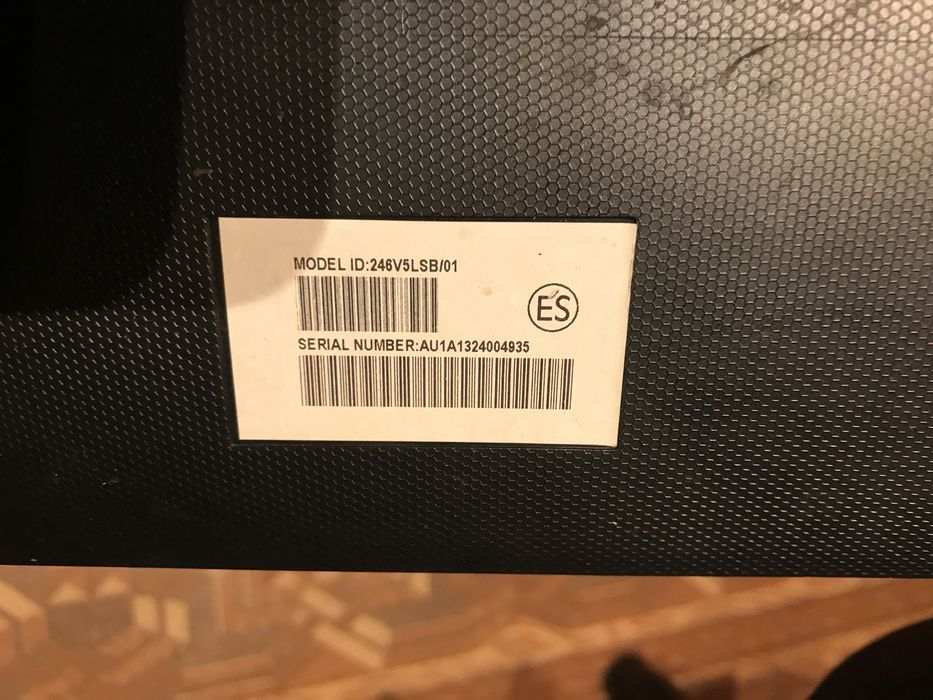 MODEL ID:246V5LSB/01
ES
SERIAL NUMBER:AU1A1324004935